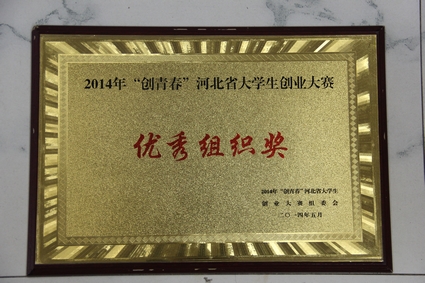 2014年“创青春”河北省大学生创业大赛
优秀组织奖
2014年“创青春”河北省大学生
创业大赛组委会
二〇一四年五月